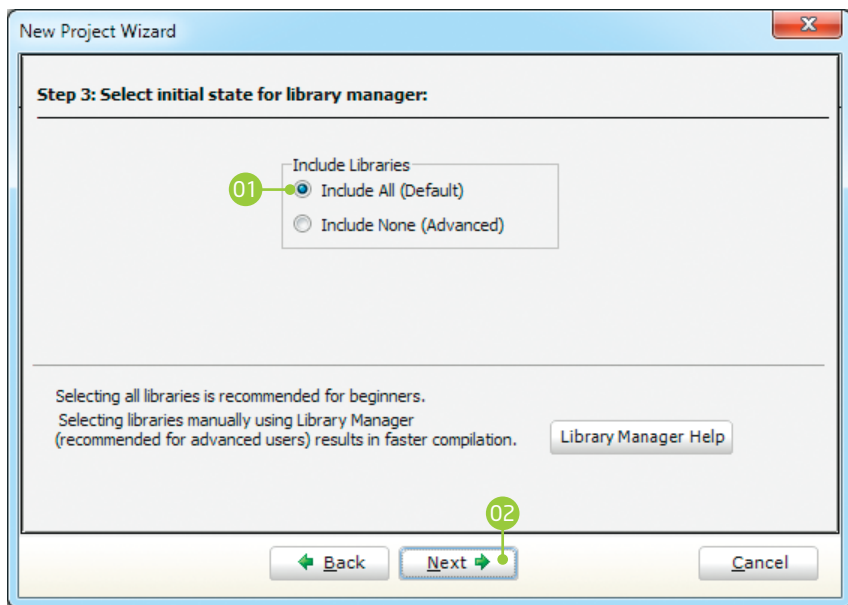 New Project Wizard
Step 3: Select initial state for library manager:
Include Libraries
01
Include All (Default)
Include None (Advanced)
Selecting all libraries is recommended for beginners.
Selecting libraries manually using Library Manager
(recommended for advanced users) results in faster compilation.
Library Manager Help
02
Back
Next
Cancel